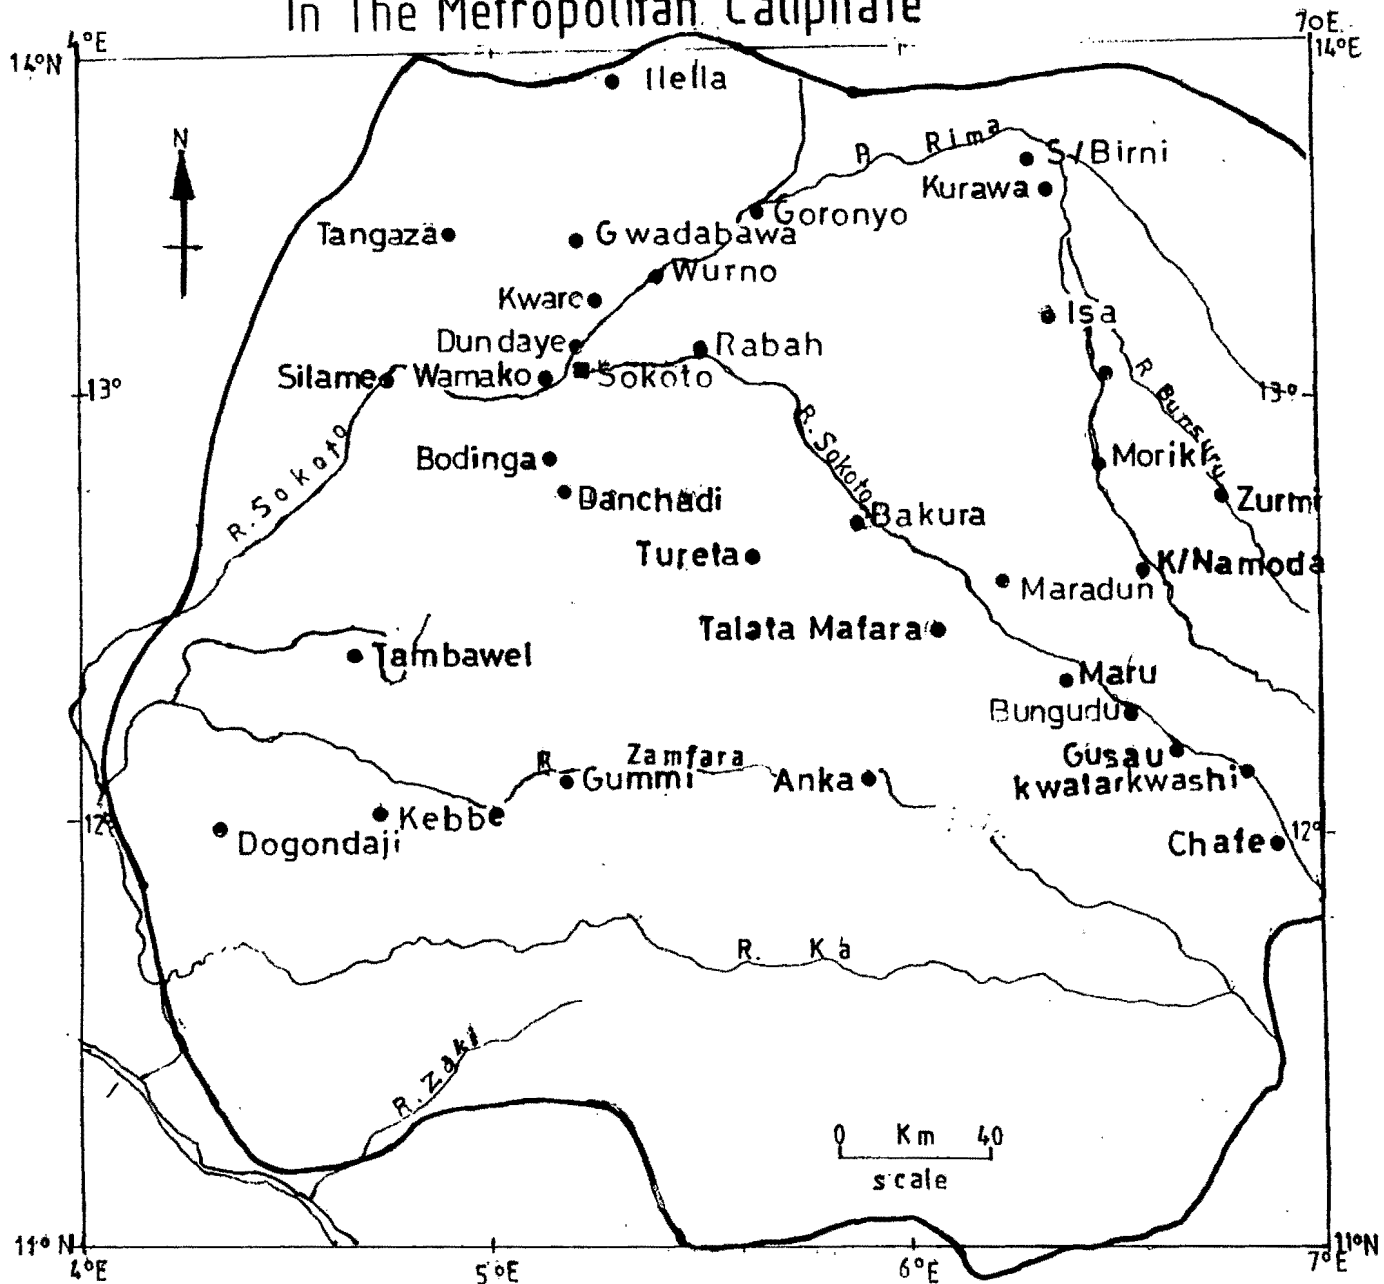 In The Metropolitan Caliphate
4°E
70E
14°N
14°E
N
Ilella
R Rima
S/Birni
Kurawa
Goronyo
Tangaza
Gwadabawa
Wurno
Kware
Isa
Dundaye
Rabah
Silame
Wamako
Sokoto
13°
13°
R. Bunsuru
R. Sokoto
R. Sokoto
Bodinga
Moriki
Danchadi
Zurmi
Bakura
Tureta
K/Namoda
Maradun
Talata Mafara
Tambawel
Maru
Bungudu
R Zamfara
Gusau
Gummi
Anka
kwatarkwashi
Kebbe
12°
12°
Dogondaji
Chafe
R. Ka
R. Zaki
0 Km 40
scale
11°N
11°N
4°E
5°E
6°E
7°E